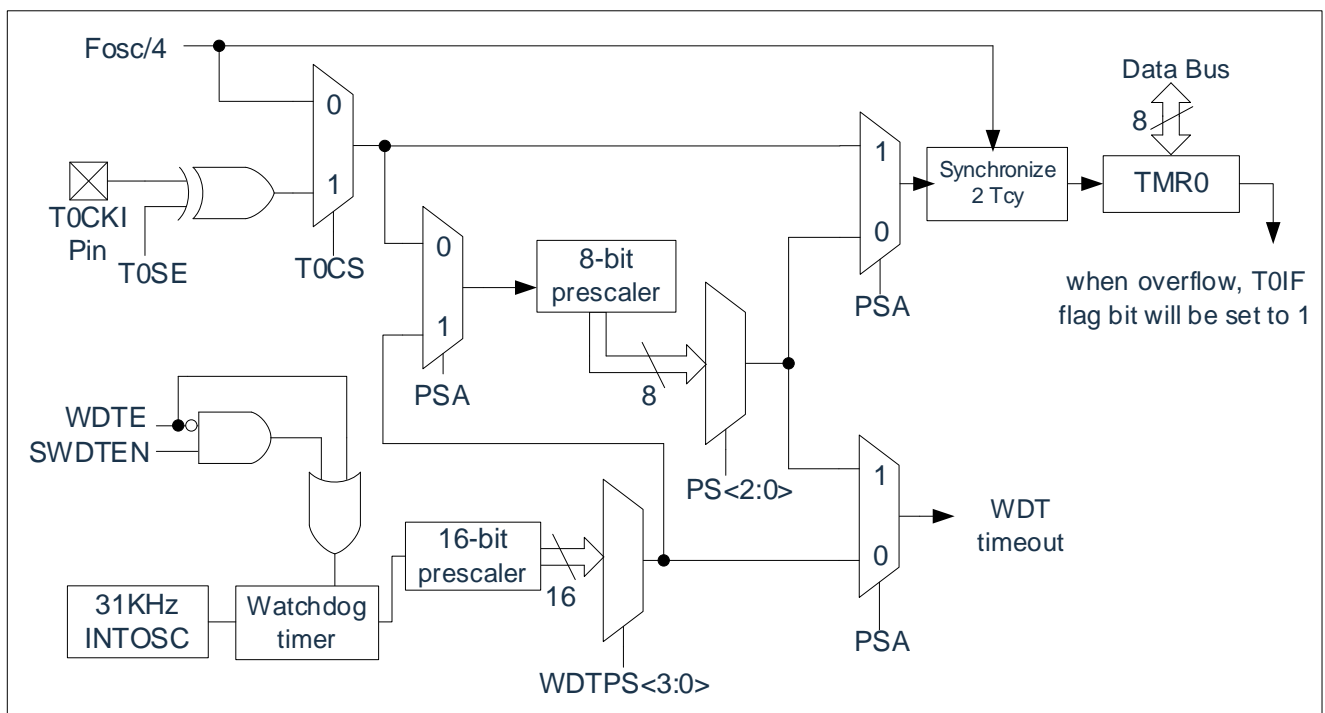 Fosc/4
0
1
T0CKI
Pin
T0SE
T0CS
0
1
PSA
8-bit
prescaler
8
PS<2:0>
1
0
PSA
Synchronize
2 Tcy
Data Bus
8
TMR0
when overflow, T0IF
flag bit will be set to 1
WDTE
SWDTEN
31KHz
INTOSC
Watchdog
timer
16-bit
prescaler
16
WDTPS<3:0>
1
0
PSA
WDT
timeout